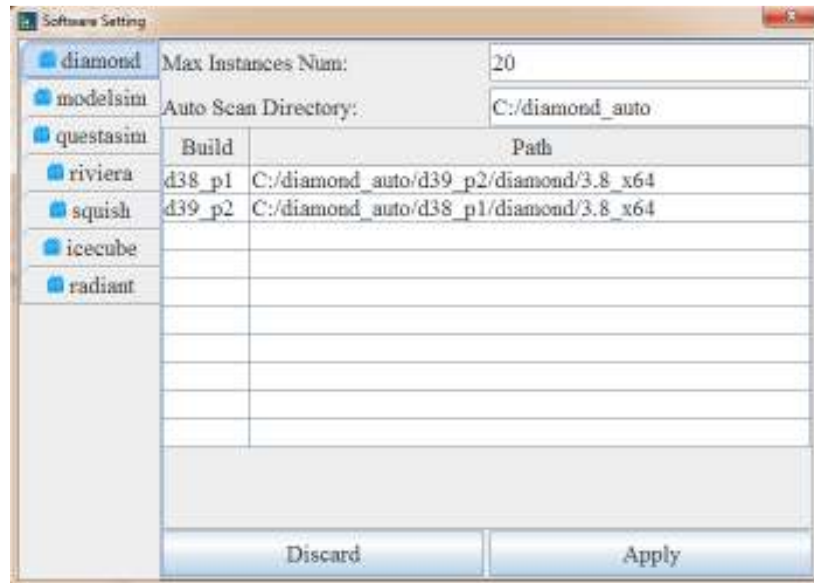 Software Setting
diamond
modelsim
questasim
riviera
squish
icecube
radiant
Max Instances Num: 20
Auto Scan Directory: C:/diamond_auto
Build Path
d38_p1 C:/diamond_auto/d39_p2/diamond/3.8_x64
d39_p2 C:/diamond_auto/d38_p1/diamond/3.8_x64
Discard Apply